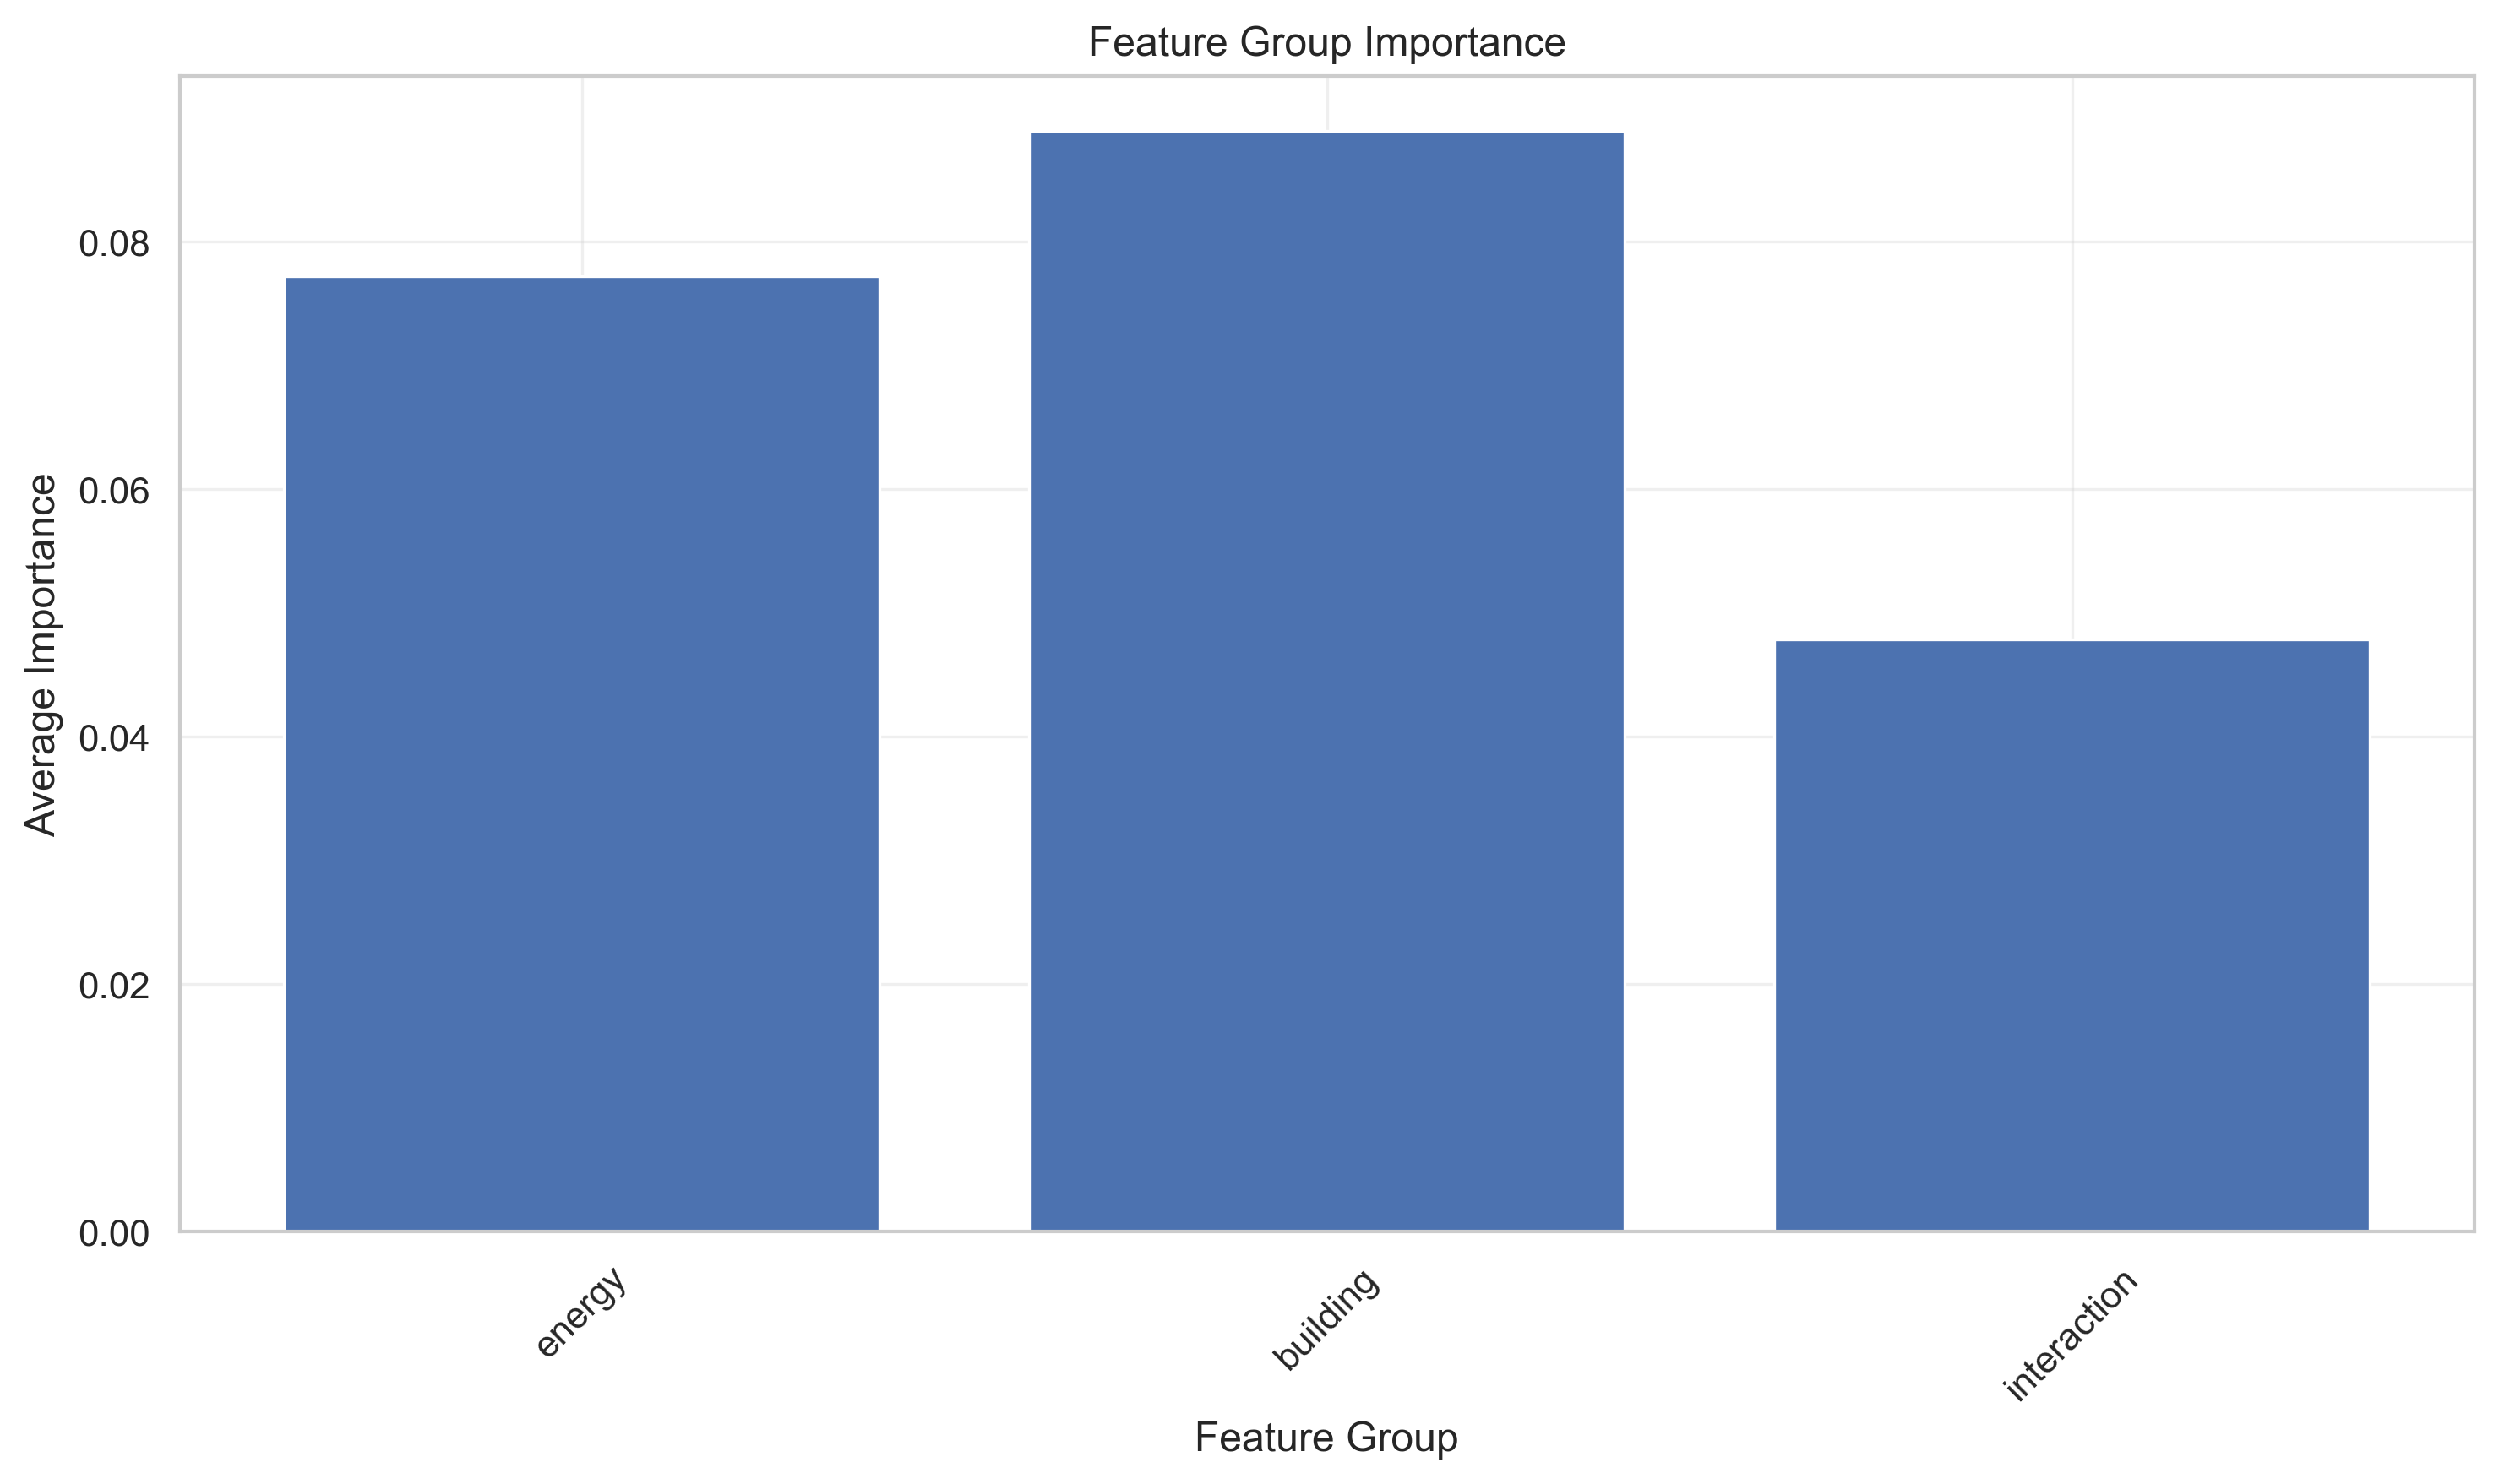 Feature Group Importance
Average Importance
0.08
0.06
0.04
0.02
0.00
energy
building
interaction
Feature Group